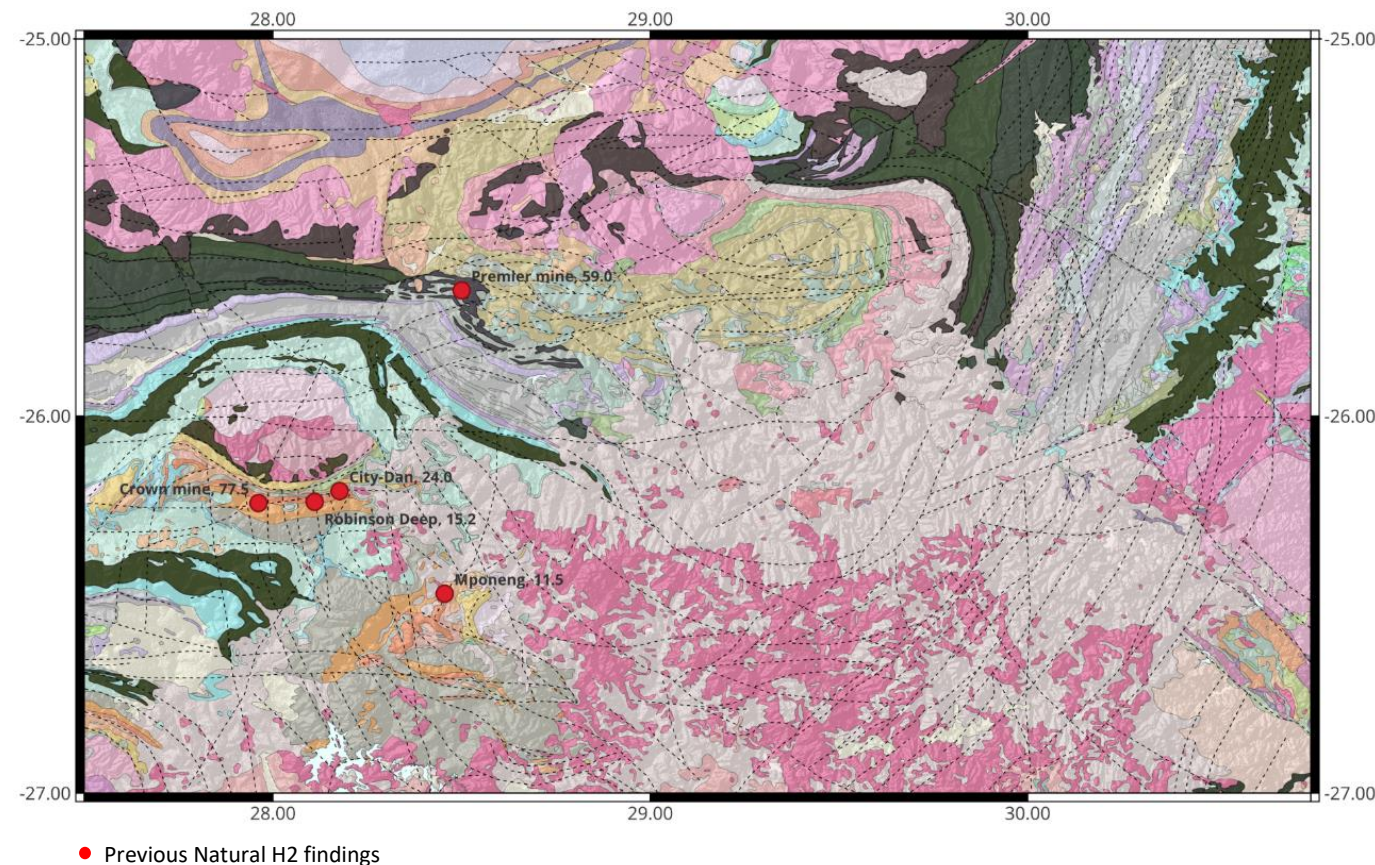 28.00 29.00 30.00
-25.00 -25.00
Premier mine, 59.0
-26.00 -26.00
City-Dan, 24.0
Crown mine, 77.5
Robinson Deep, 15.2
Mponeng, 11.5
-27.00 -27.00
28.00 29.00 30.00
Previous Natural H2 findings